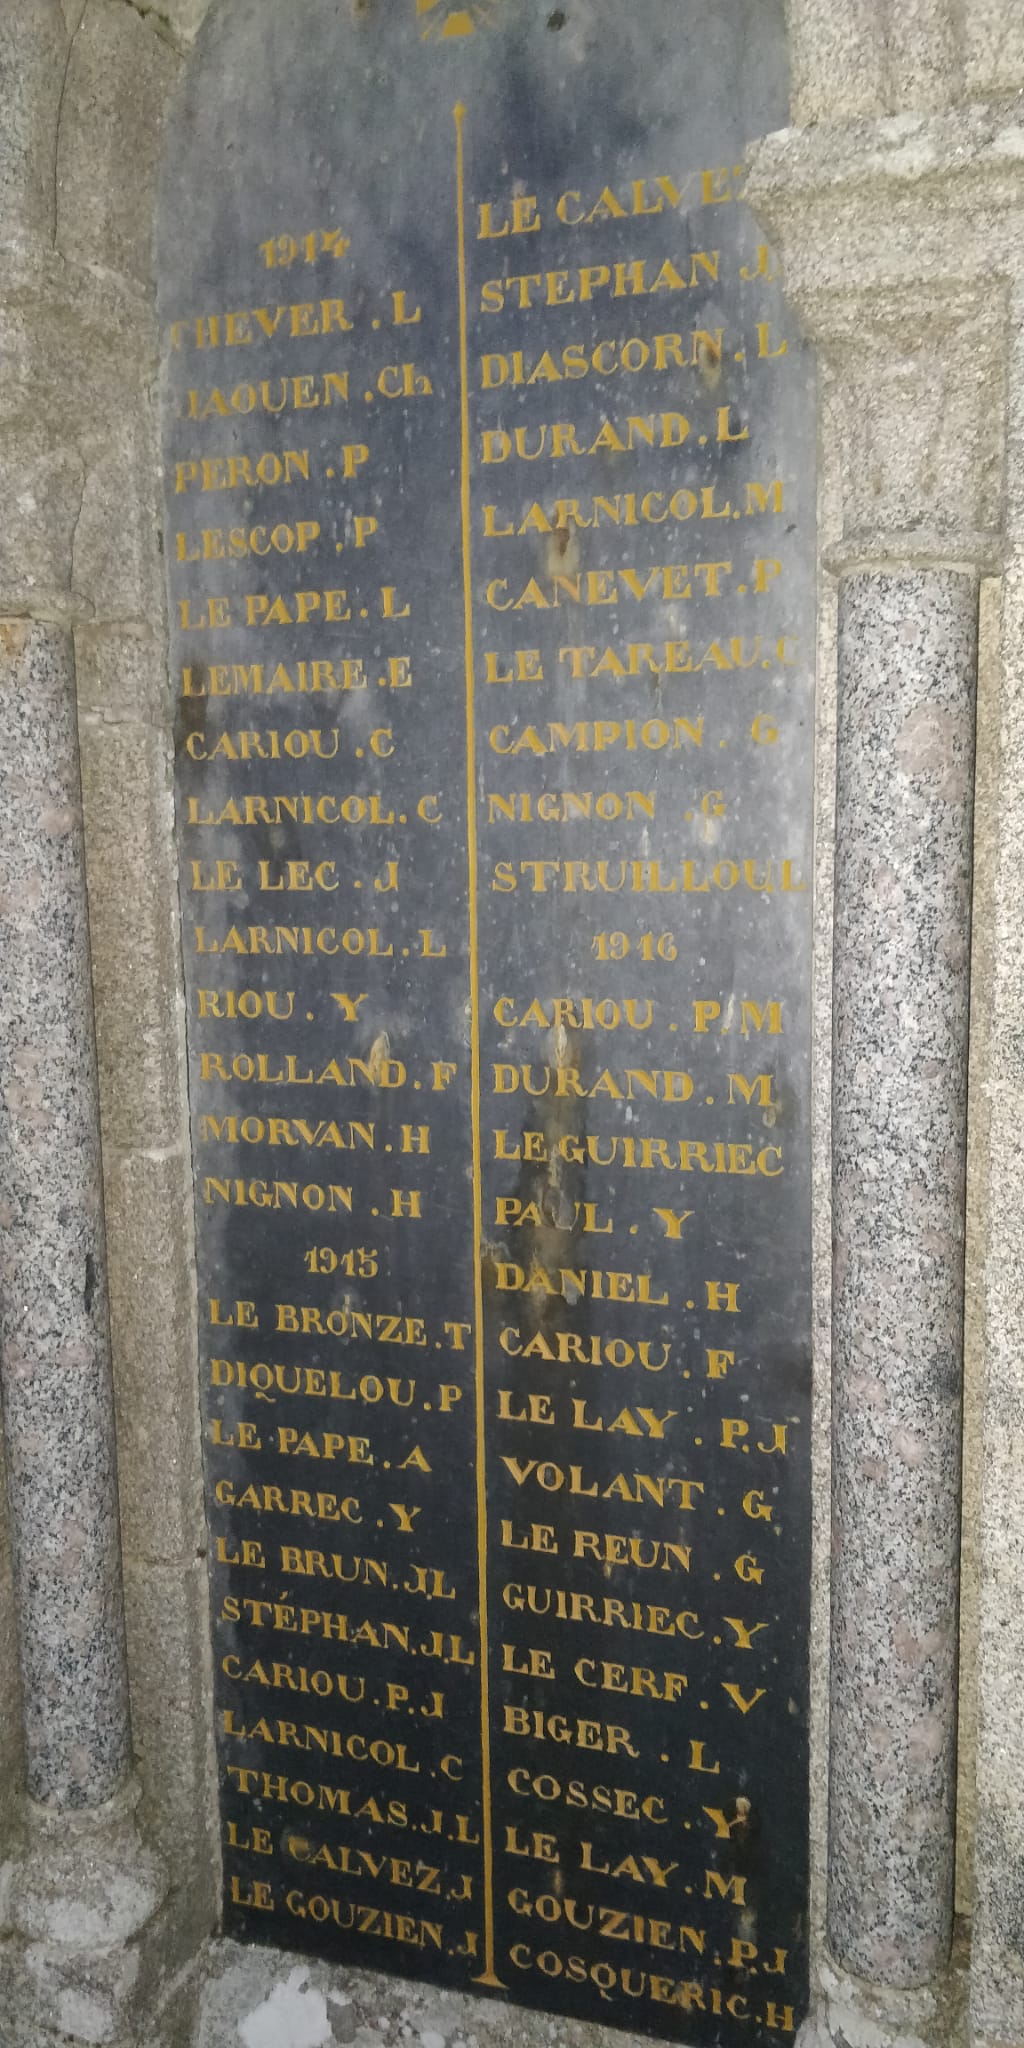 1914
THEVER . L
JAOUEN . Ch
PERON . P
LESCOP . P
LE PAPE . L
LEMAIRE . E
CARIOU . C
LARNICOL . C
LE LEC . J
LARNICOL . L
RIOU . Y
ROLLAND . F
MORVAN . H
NIGNON . H
1915
LE BRONZE . T
DIQUELOU . P
LE PAPE . A
GARREC . Y
LE BRUN . J.L
STÉPHAN . J.L
CARIOU . P.J
LARNICOL . C
THOMAS . J.L
LE CALVEZ . J
LE GOUZIEN . J
LE CALVEZ
STEPHAN J.
DIASCORN . L
DURAND . L
LARNICOL . M
CANEVET . P
LE TAREAU . C
CAMPION . G
NIGNON . G
STRUILLOU L
1916
CARIOU . P.M
DURAND . M
LE GUIRRIEC
PAUL . Y
DANIEL . H
CARIOU . F
LE LAY . P.J
VOLANT . G
LE REUN . G
GUIRRIEC . Y
LE CERF . V
BIGER . L
COSSEC . Y
LE LAY . M
GOUZIEN . P.J
COSQUERIC . H